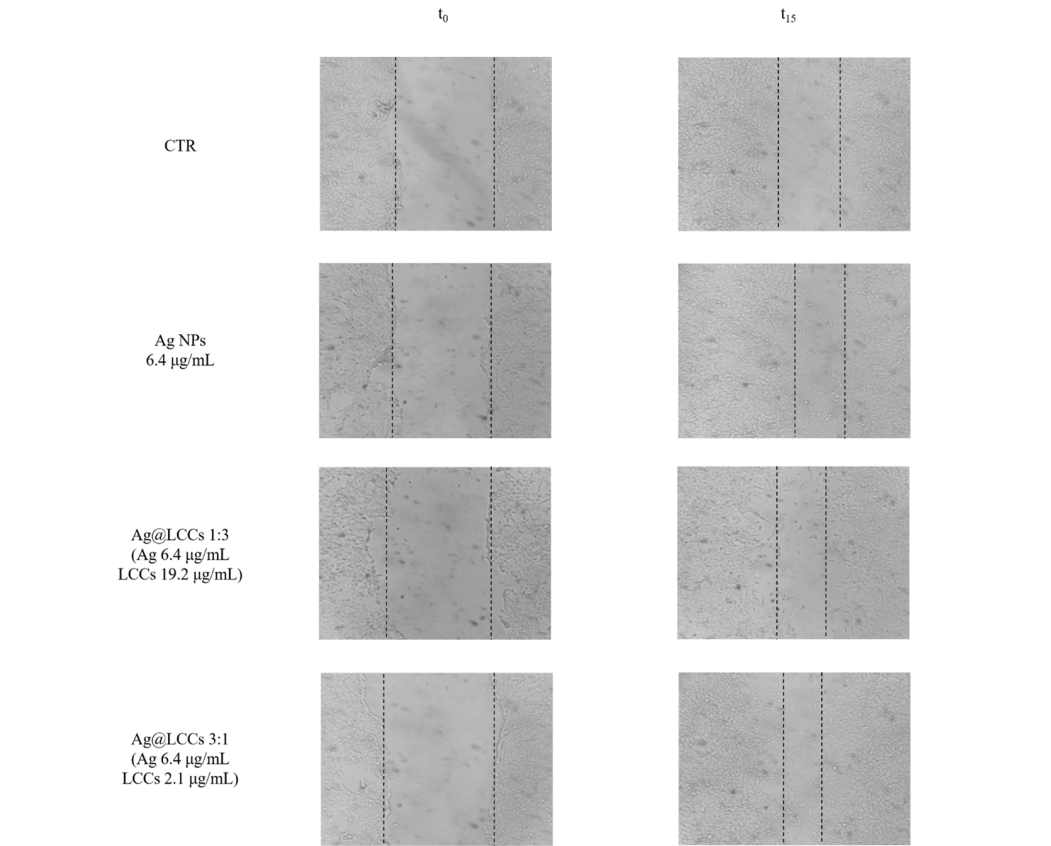 t0
t15
CTR
Ag NPs
6.4 μg/mL
Ag@LCCs 1:3
(Ag 6.4 μg/mL
LCCs 19.2 μg/mL)
Ag@LCCs 3:1
(Ag 6.4 μg/mL
LCCs 2.1 μg/mL)